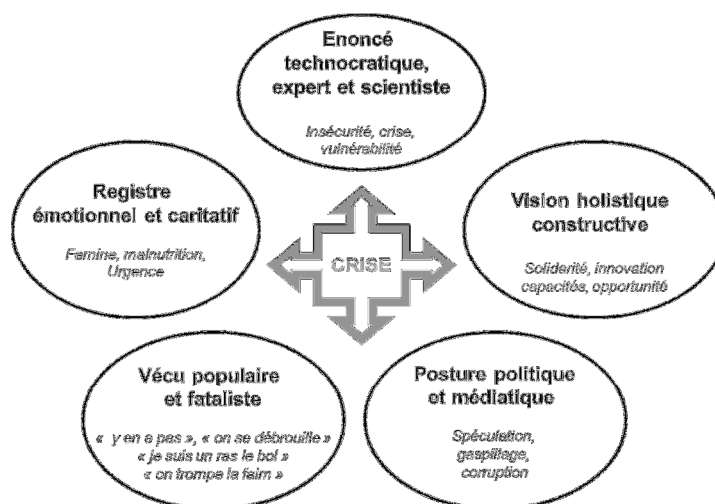 Enoncé
technocratique,
expert et scientiste
Insécurité, crise,
vulnérabilité
Registre
émotionnel et caritatif
Famine, malnutrition,
Urgence
Vision holistique
constructive
Solidarité, innovation
capacités, opportunité
CRISE
Vécu populaire
et fataliste
« y en a pas », « on se débrouille »
« je suis un ras le bol »
« on trompe la faim »
Posture politique
et médiatique
Spéculation,
gaspillage,
corruption